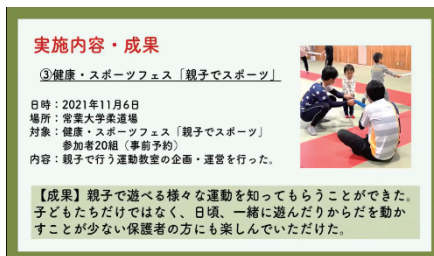 実施内容・成果
③健康・スポーツフェス「親子でスポーツ」
日時：2021年11月6日
場所：常葉大学柔道場
対象：健康・スポーツフェス「親子でスポーツ」
参加者20組（事前予約）
内容：親子で行う運動教室の企画・運営を行った。
【成果】親子で遊べる様々な運動を知ってもらうことができた。
子どもたちだけではなく、日頃、一緒に遊んだりからだを動か
すことが少ない保護者の方にも楽しんでいただけた。